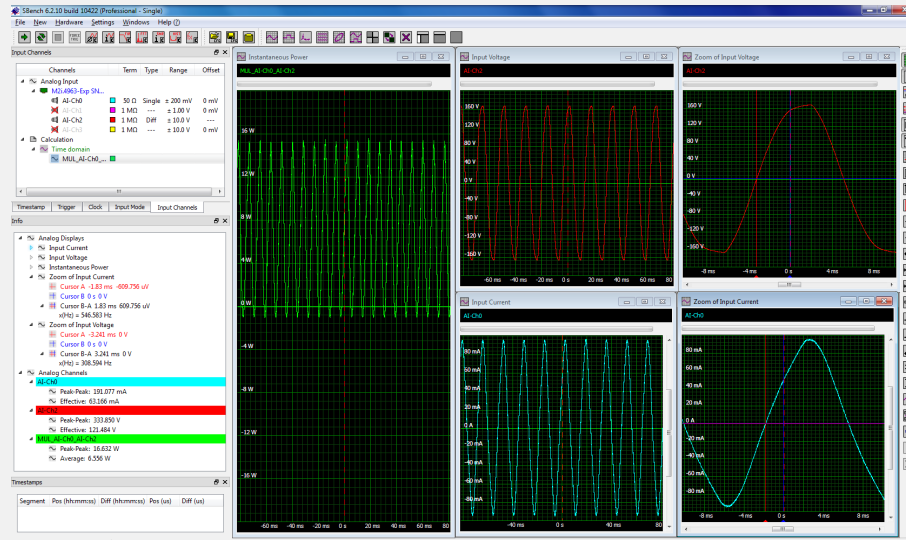 SBench 6.2.10 build 10422 (Professional - Single)
File New Hardware Settings Windows Help (?)
Input Channels
Channels Term Type Range Offset
Analog Input
M2i.4963-Exp SN...
AI-Ch0 50 Ω Single ± 200 mV 0 mV
AI-Ch1 1 MΩ --- ± 1.00 V 0 mV
AI-Ch2 1 MΩ Diff ± 10.0 V ---
AI-Ch3 1 MΩ --- ± 10.0 V 0 mV
Calculation
Time domain
MUL_AI-Ch0_...
Timestamp Trigger Clock Input Mode Input Channels
Info
Analog Displays
Input Current
Input Voltage
Instantaneous Power
Zoom of Input Current
Cursor A -1.83 ms -609.756 uV
Cursor B 0 s 0 V
Cursor B-A 1.83 ms 609.756 uV
x(Hz) = 546.583 Hz
Zoom of Input Voltage
Cursor A -3.241 ms 0 V
Cursor B 0 s 0 V
Cursor B-A 3.241 ms 0 V
x(Hz) = 308.594 Hz
Analog Channels
AI-Ch0
Peak-Peak: 191.077 mA
Effective: 63.166 mA
AI-Ch2
Peak-Peak: 333.850 V
Effective: 121.484 V
MUL_AI-Ch0_AI-Ch2
Peak-Peak: 16.632 W
Average: 6.556 W
Timestamps
Segment Pos (hh:mm:ss) Diff (hh:mm:ss) Pos (us) Diff (us)
Instantaneous Power
MUL_AI-Ch0_AI-Ch2
16 W
12 W
8 W
4 W
0 W
-4 W
-8 W
-12 W
-16 W
-60 ms -40 ms -20 ms 0 s 20 ms 40 ms 60 ms 80
Input Voltage
AI-Ch2
160 V
120 V
80 V
40 V
0 V
-40 V
-80 V
-120 V
-160 V
-60 ms -40 ms -20 ms 0 s 20 ms 40 ms 60 ms 80
Zoom of Input Voltage
AI-Ch2
160 V
120 V
80 V
40 V
0 V
-40 V
-80 V
-120 V
-160 V
-8 ms -4 ms 0 s 4 ms 8 ms
Input Current
AI-Ch0
80 mA
60 mA
40 mA
20 mA
0 A
-20 mA
-40 mA
-60 mA
-80 mA
-40 ms 0 s 40 ms 80
Zoom of Input Current
AI-Ch0
80 mA
60 mA
40 mA
20 mA
0 A
-20 mA
-40 mA
-60 mA
-80 mA
-8 ms -4 ms 0 s 4 ms 8 ms